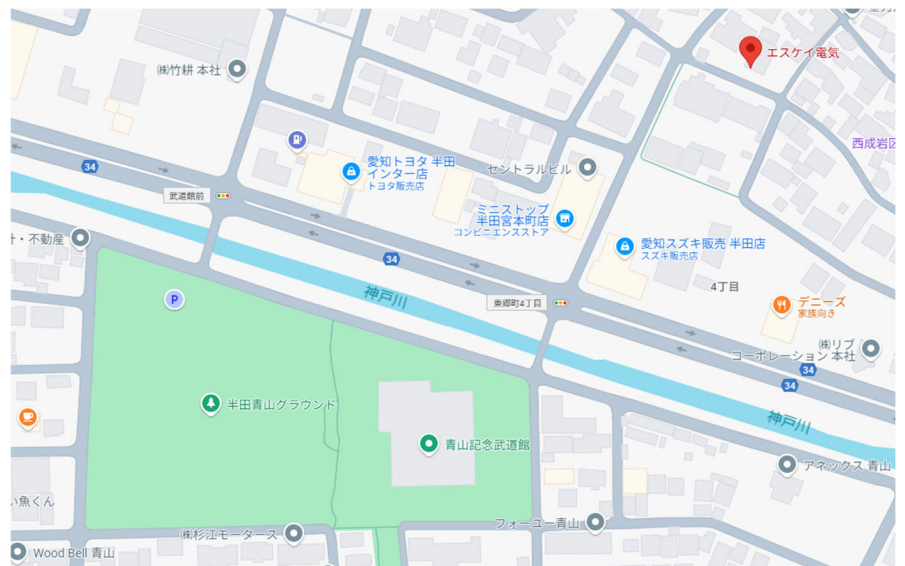 エスケイ電気
㈱竹耕 本社
西成岩区
34
愛知トヨタ 半田
インター店
トヨタ販売店
セントラルビル
武道館前
ミニストップ
半田宮本町店
コンビニエンスストア
計・不動産
愛知スズキ販売 半田店
スズキ販売店
34
4丁目
P
神戸川
東郷町4丁目
デニーズ
家族向き
㈱リブ
コーポレーション 本社
34
34
半田青山グラウンド
神戸川
青山記念武道館
アネックス 青山
い魚くん
フォーユー青山
㈱杉江モータース
Wood Bell 青山